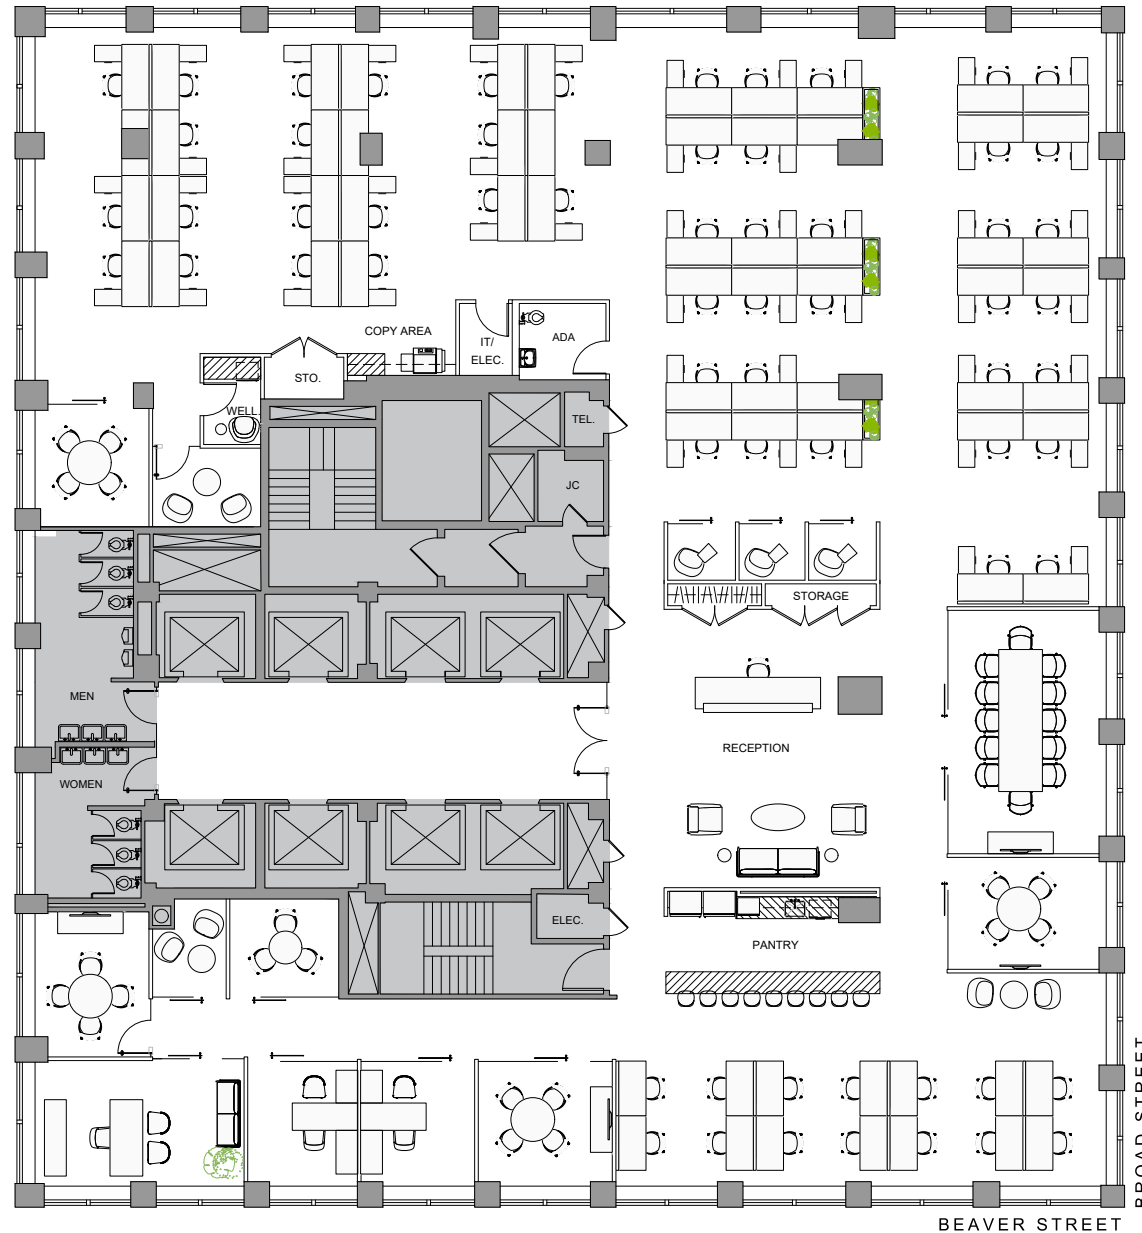 COPY AREA
IT/
ELEC.
ADA
STO.
WELL.
TEL.
JC
STORAGE
MEN
RECEPTION
WOMEN
ELEC.
PANTRY
BROAD STREET
BEAVER STREET